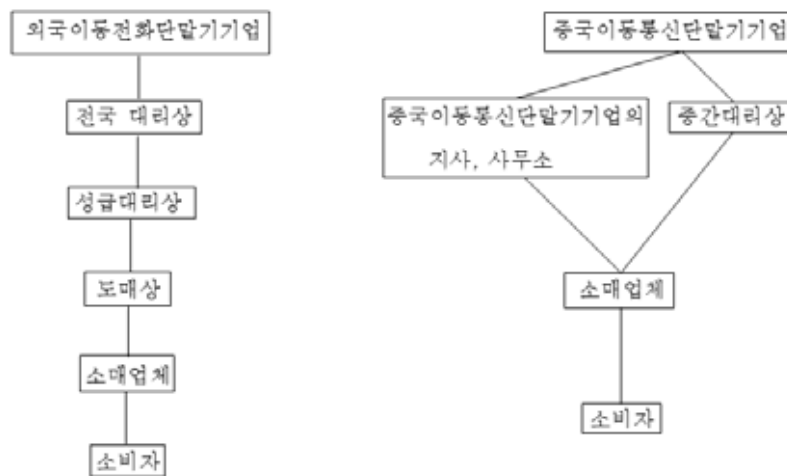 외국이동전화단말기기업
전국 대리상
성급대리상
도매상
소매업체
소비자
중국이동통신단말기기업
중국이동통신단말기기업의
지사, 사무소
중간대리상
소매업체
소비자